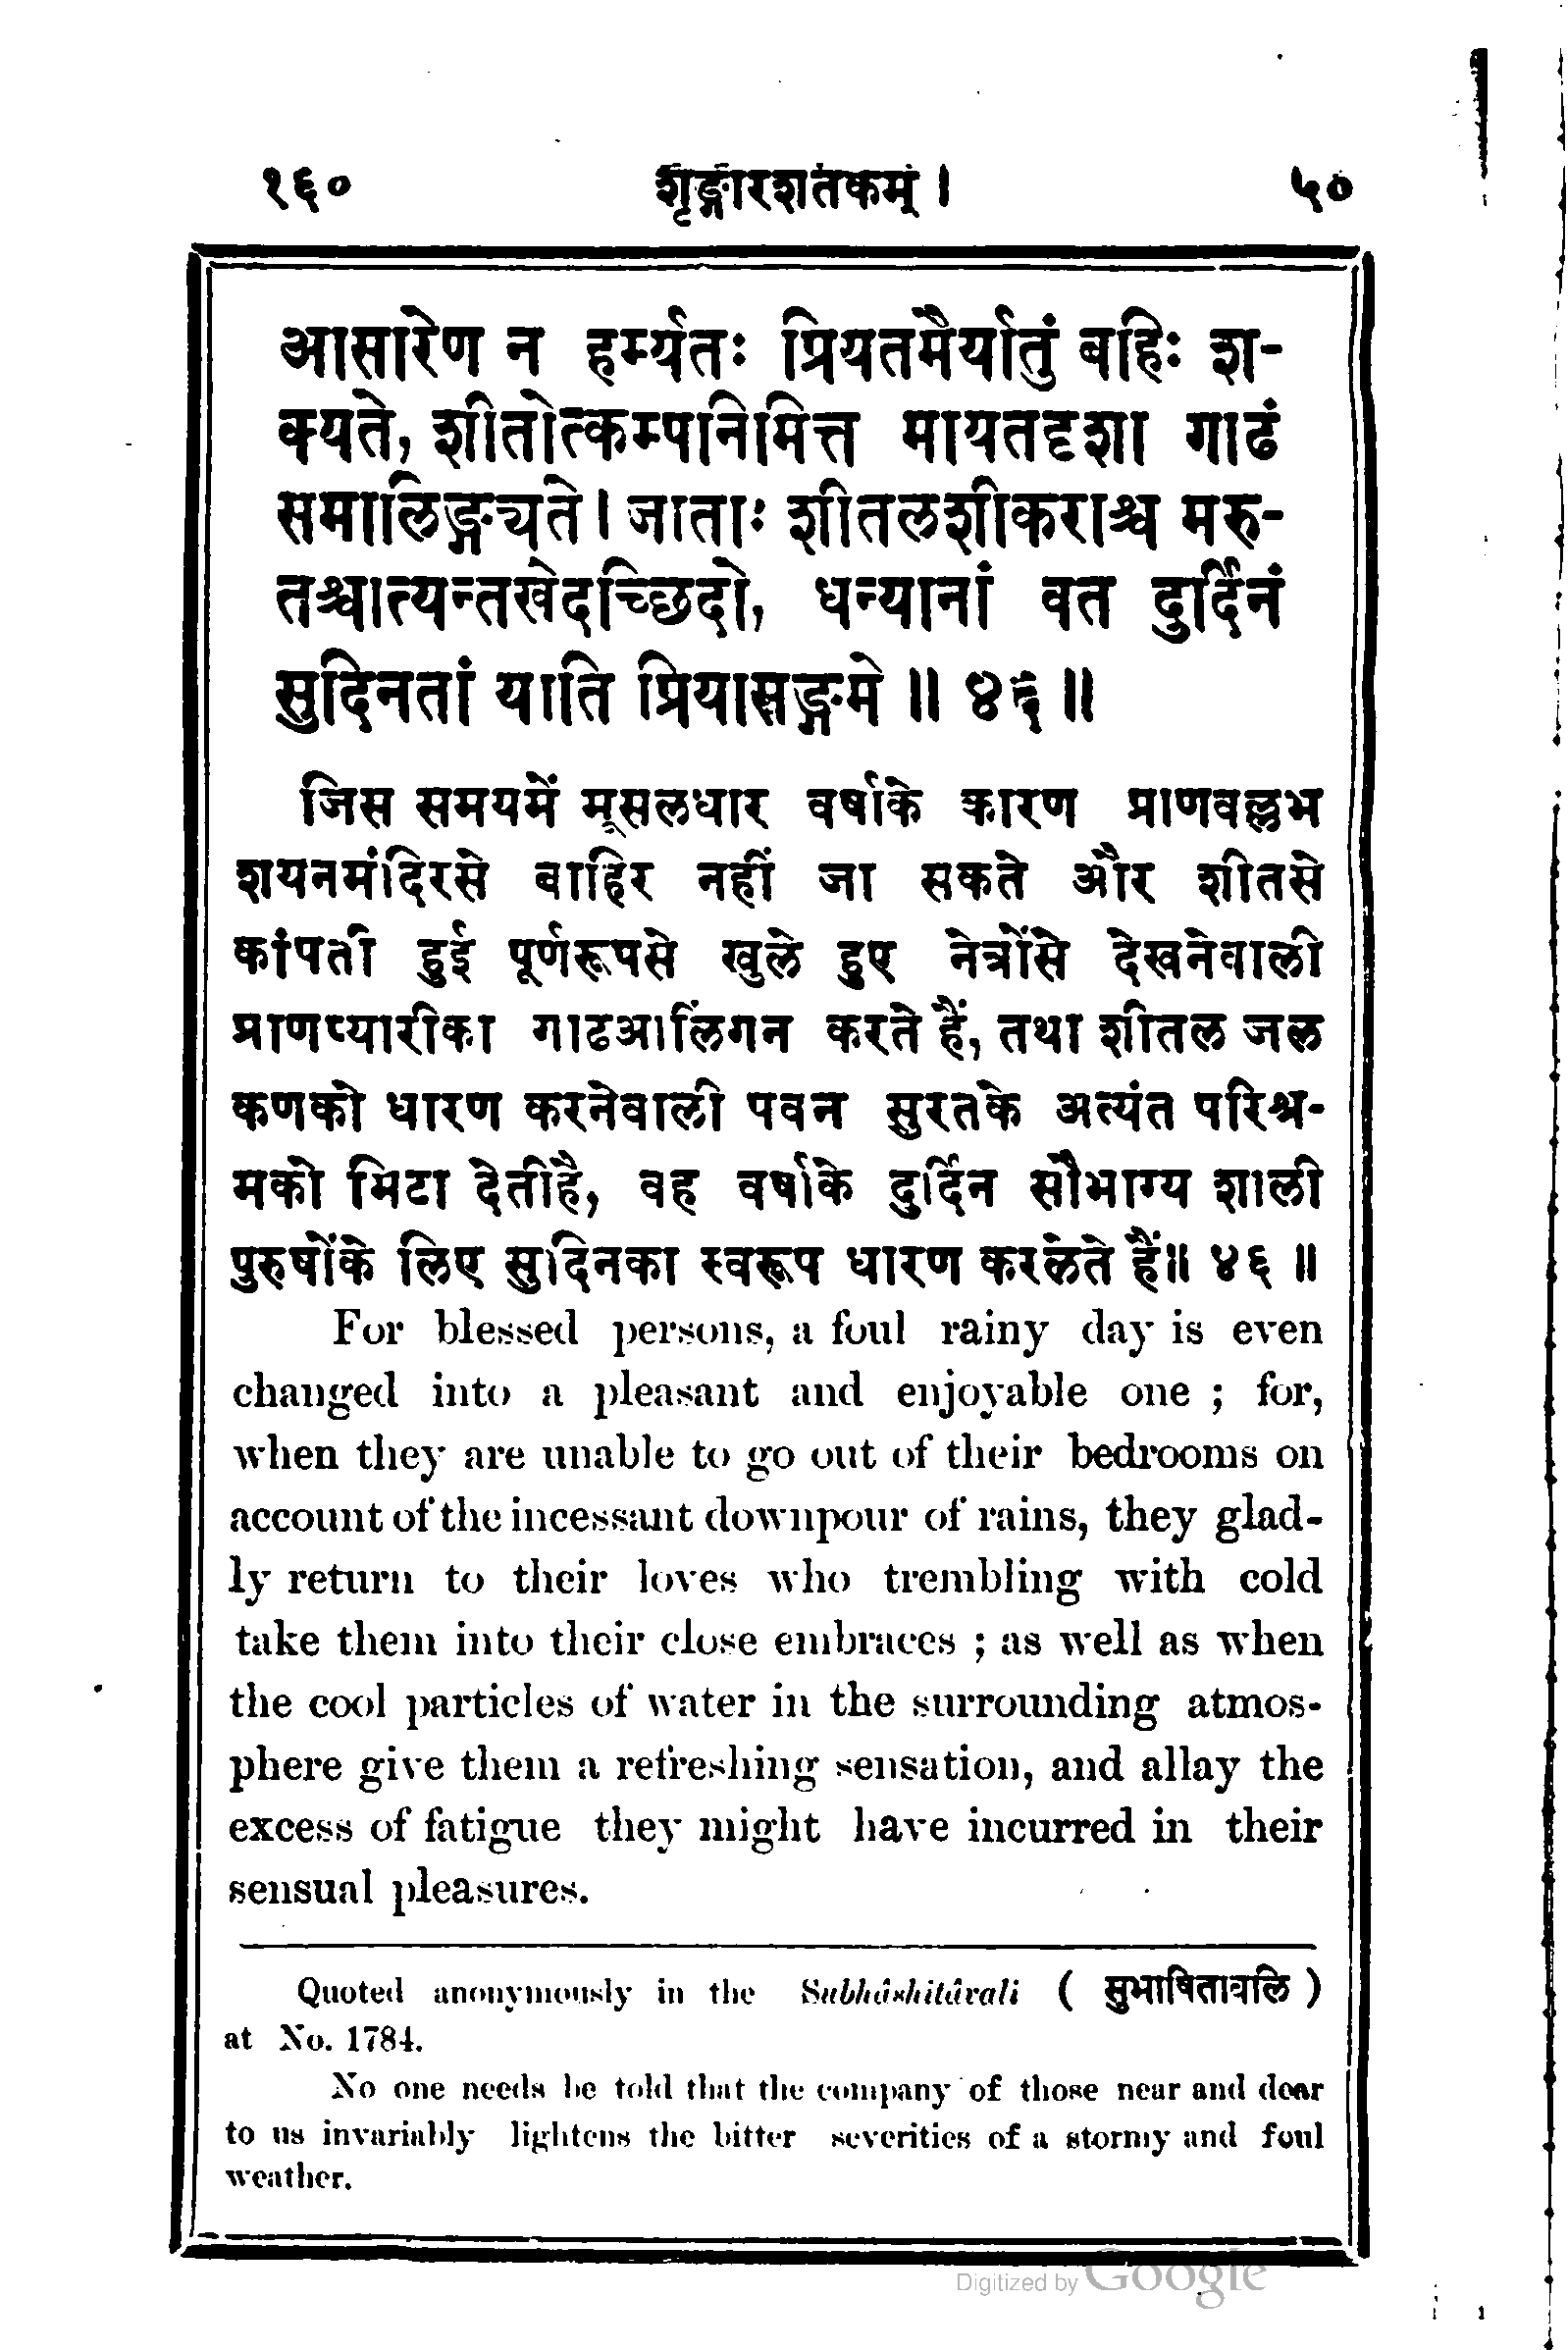 १६०
शृङ्गारशतकम् ।
५०
आसारेण न हर्म्यतः प्रियतमैर्यातुं बहिः श-
क्यते, शीतोत्कम्पनिमित्त मायतदृशा गाढं
समालिङ्ग्यते । जाताः शीतलशीकराश्च मरु-
तश्चात्यन्तखेदच्छिदो, धन्यानां वत दुर्दिनं
सुदिनतां याति प्रियासङ्गमे ॥ ४६ ॥
जिस समयमें मूसलधार वर्षाके कारण प्राणवल्लभ
शयनमंदिरसे वाहिर नहीं जा सकते और शीतसे
कांपती हुई पूर्णरूपसे खुले हुए नेत्रोंसे देखनेवाली
प्राणप्यारीका गाढआलिंगन करते हैं, तथा शीतल जल
कणको धारण करनेवाली पवन सुरतके अत्यंत परिश्र-
मको मिटा देतीहै, वह वर्षाके दुर्दिन सौभाग्य शाली
पुरुषोंके लिए सुदिनका स्वरूप धारण करलेते हैं॥ ४६ ॥
For blessed persons, a foul rainy day is even
changed into a pleasant and enjoyable one ; for,
when they are unable to go out of their bedrooms on
account of the incessant downpour of rains, they glad-
ly return to their loves who trembling with cold
take them into their close embraces ; as well as when
the cool particles of water in the surrounding atmos-
phere give them a refreshing sensation, and allay the
excess of fatigue they might have incurred in their
sensual pleasures.
Quoted anonymously in the Subhâshitâvali ( सुभाषितावलि )
at No. 1784.
No one needs be told that the company of those near and dear
to us invariably lightens the bitter severities of a stormy and foul
weather.
Digitized by Google